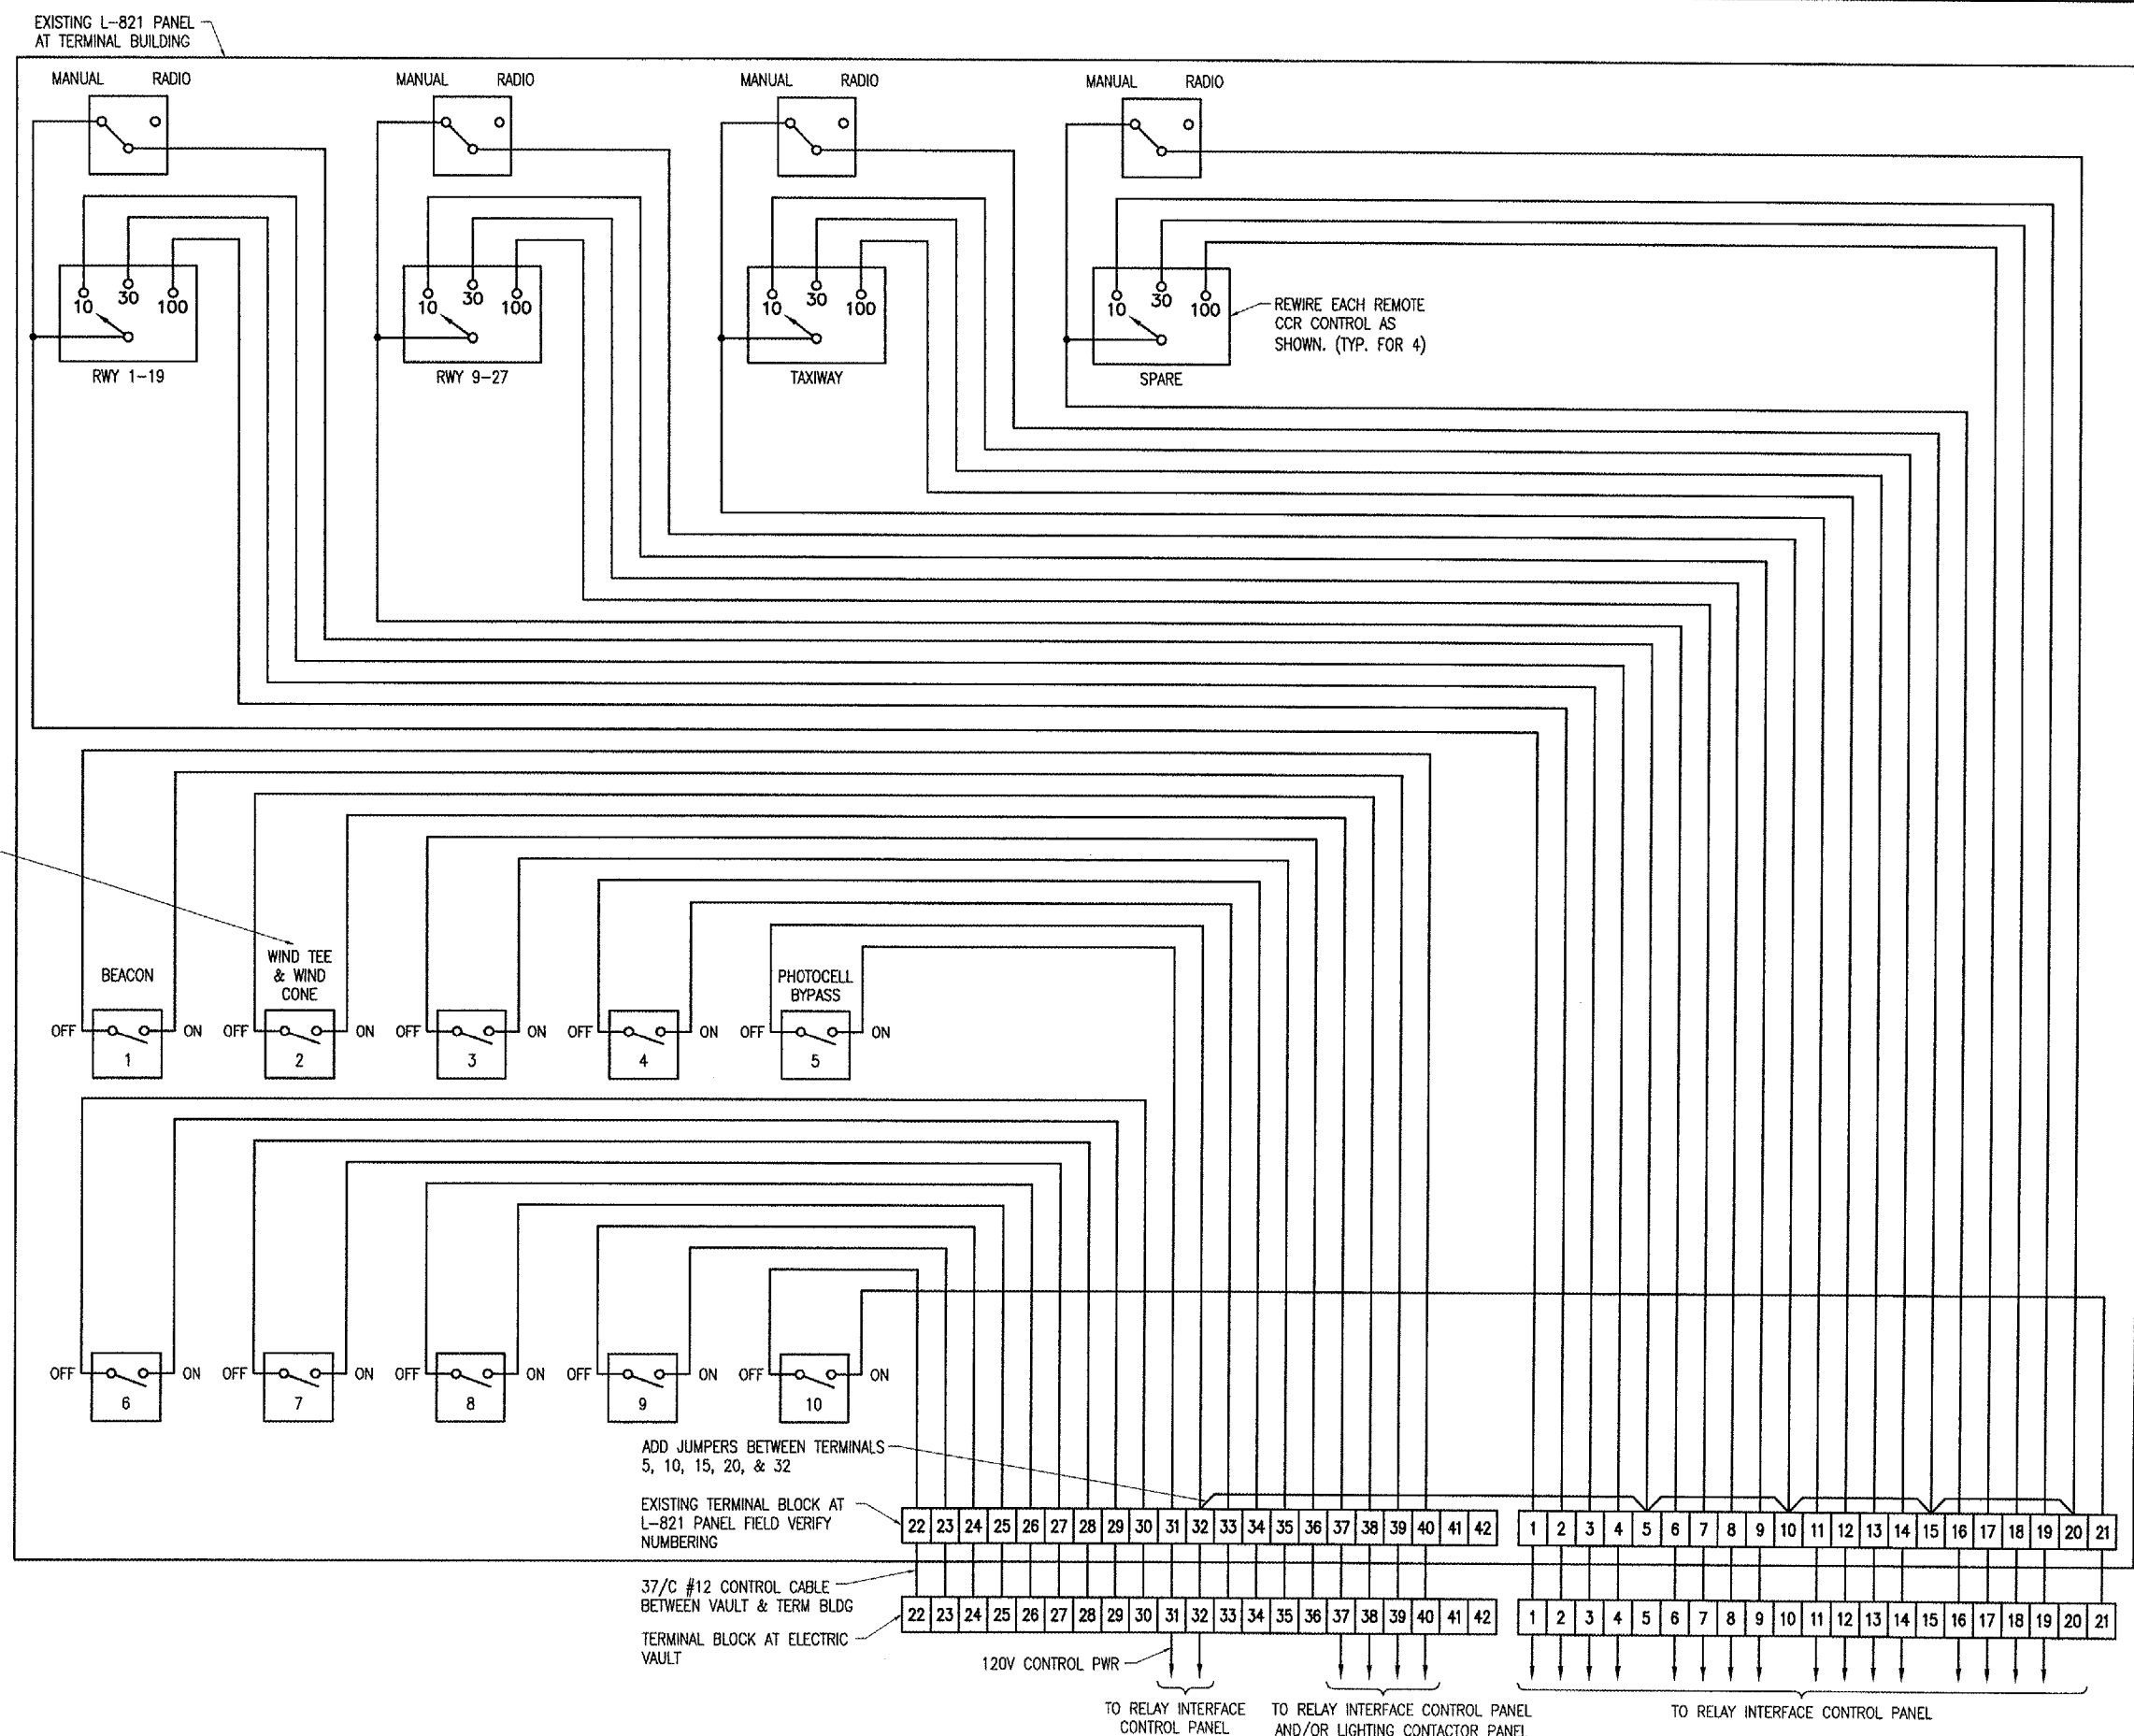 EXISTING L-821 PANEL
AT TERMINAL BUILDING
MANUAL RADIO MANUAL RADIO MANUAL RADIO MANUAL RADIO
10 30 100 10 30 100 10 30 100 10 30 100
REWIRE EACH REMOTE
CCR CONTROL AS
SHOWN. (TYP. FOR 4)
RWY 1-19 RWY 9-27 TAXIWAY SPARE
BEACON
WIND TEE
& WIND
CONE
PHOTOCELL
BYPASS
OFF ON OFF ON OFF ON OFF ON OFF ON
1 2 3 4 5
OFF ON OFF ON OFF ON OFF ON OFF ON
6 7 8 9 10
ADD JUMPERS BETWEEN TERMINALS
5, 10, 15, 20, & 32
EXISTING TERMINAL BLOCK AT
L-821 PANEL FIELD VERIFY
NUMBERING
22 23 24 25 26 27 28 29 30 31 32 33 34 35 36 37 38 39 40 41 42
1 2 3 4 5 6 7 8 9 10 11 12 13 14 15 16 17 18 19 20 21
37/C #12 CONTROL CABLE
BETWEEN VAULT & TERM BLDG
22 23 24 25 26 27 28 29 30 31 32 33 34 35 36 37 38 39 40 41 42
1 2 3 4 5 6 7 8 9 10 11 12 13 14 15 16 17 18 19 20 21
TERMINAL BLOCK AT ELECTRIC
VAULT
120V CONTROL PWR
TO RELAY INTERFACE
CONTROL PANEL
TO RELAY INTERFACE CONTROL PANEL
AND/OR LIGHTING CONTACTOR PANEL
TO RELAY INTERFACE CONTROL PANEL